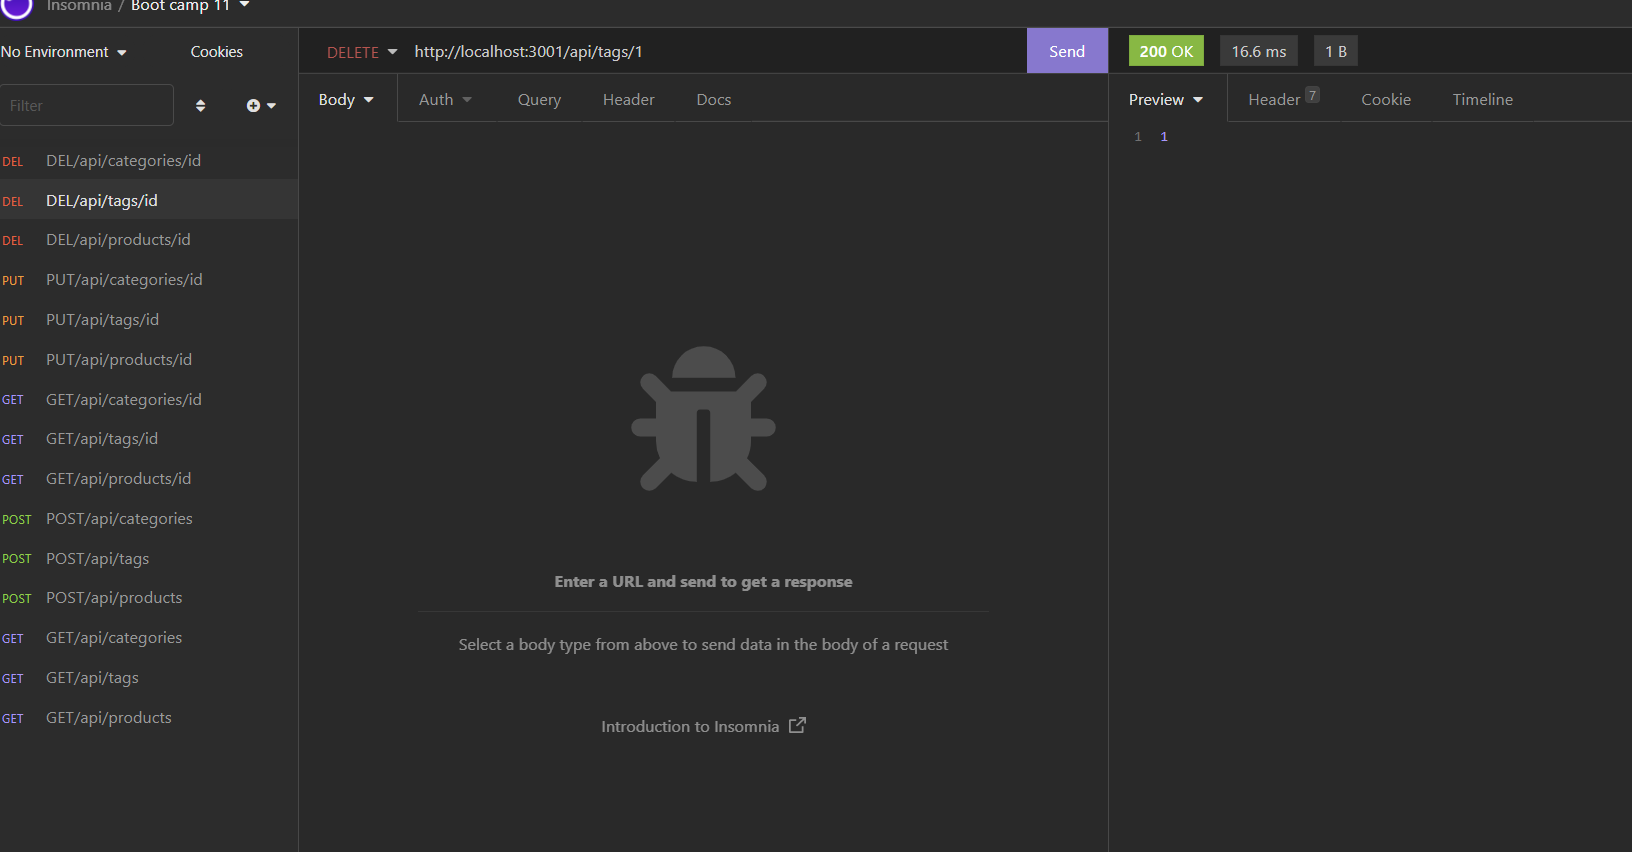 Insomnia / Boot camp 11
No Environment
Cookies
Filter
DEL DEL/api/categories/id
DEL DEL/api/tags/id
DEL DEL/api/products/id
PUT PUT/api/categories/id
PUT PUT/api/tags/id
PUT PUT/api/products/id
GET GET/api/categories/id
GET GET/api/tags/id
GET GET/api/products/id
POST POST/api/categories
POST POST/api/tags
POST POST/api/products
GET GET/api/categories
GET GET/api/tags
GET GET/api/products
DELETE http://localhost:3001/api/tags/1 Send
Body Auth Query Header Docs
Enter a URL and send to get a response
Select a body type from above to send data in the body of a request
Introduction to Insomnia
200 OK 16.6 ms 1 B
Preview Header 7 Cookie Timeline
1 1